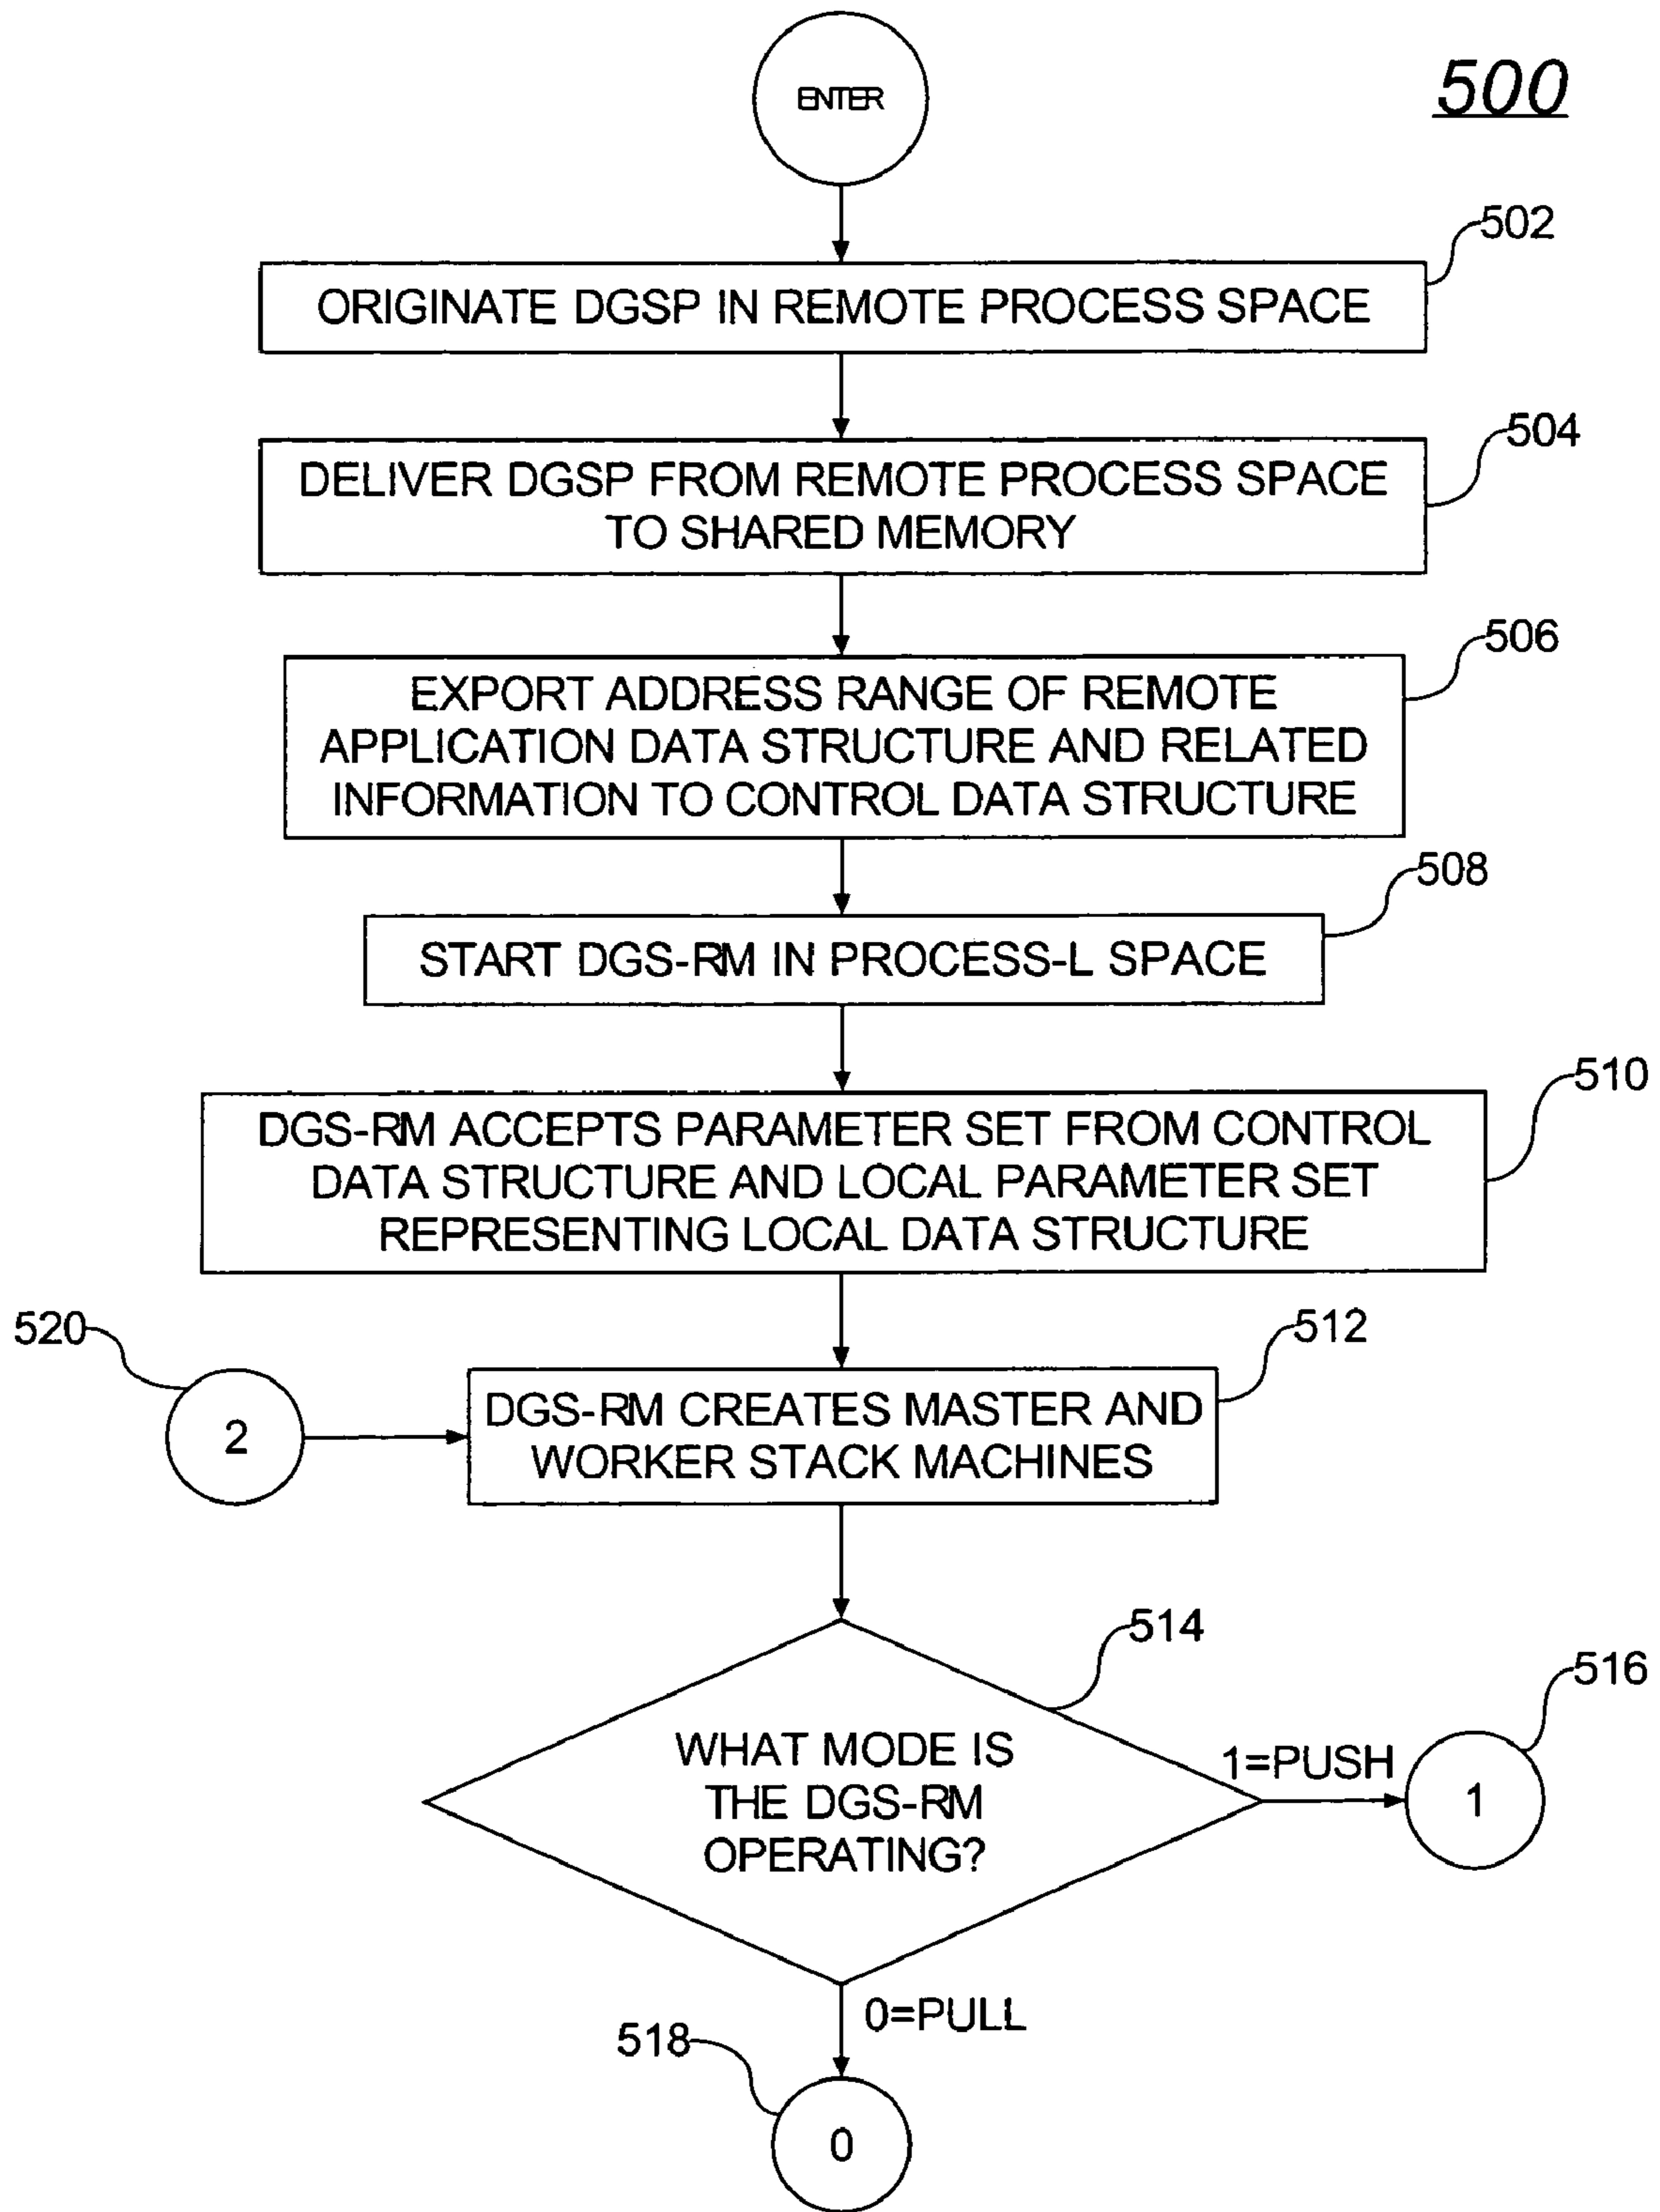 ENTER
500
502
ORIGINATE DGSP IN REMOTE PROCESS SPACE
504
DELIVER DGSP FROM REMOTE PROCESS SPACE
TO SHARED MEMORY
506
EXPORT ADDRESS RANGE OF REMOTE
APPLICATION DATA STRUCTURE AND RELATED
INFORMATION TO CONTROL DATA STRUCTURE
508
START DGS-RM IN PROCESS-L SPACE
510
DGS-RM ACCEPTS PARAMETER SET FROM CONTROL
DATA STRUCTURE AND LOCAL PARAMETER SET
REPRESENTING LOCAL DATA STRUCTURE
520
2
512
DGS-RM CREATES MASTER AND
WORKER STACK MACHINES
514
WHAT MODE IS
THE DGS-RM
OPERATING?
1=PUSH
516
1
0=PULL
518
0